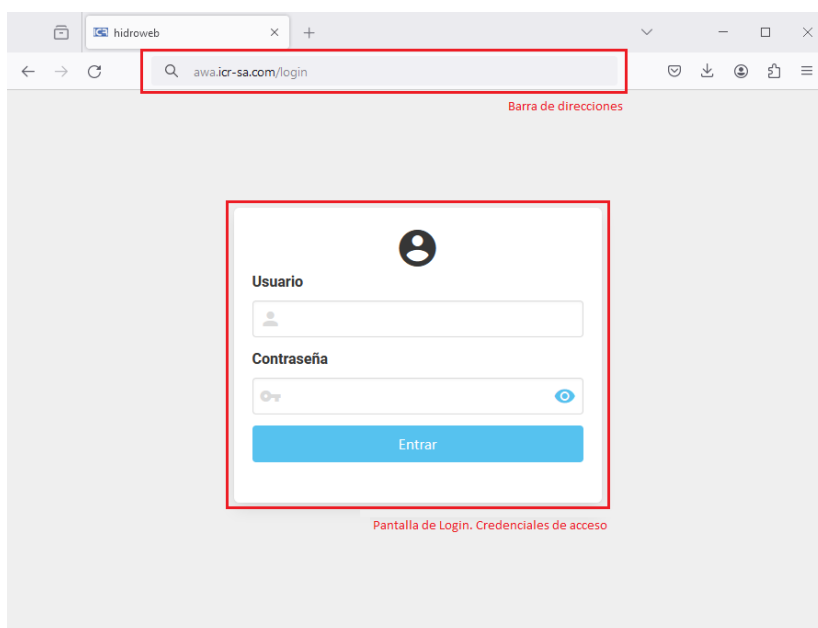 hidroweb
awa.icr-sa.com/login
Barra de direcciones
Usuario
Contraseña
Entrar
Pantalla de Login. Credenciales de acceso